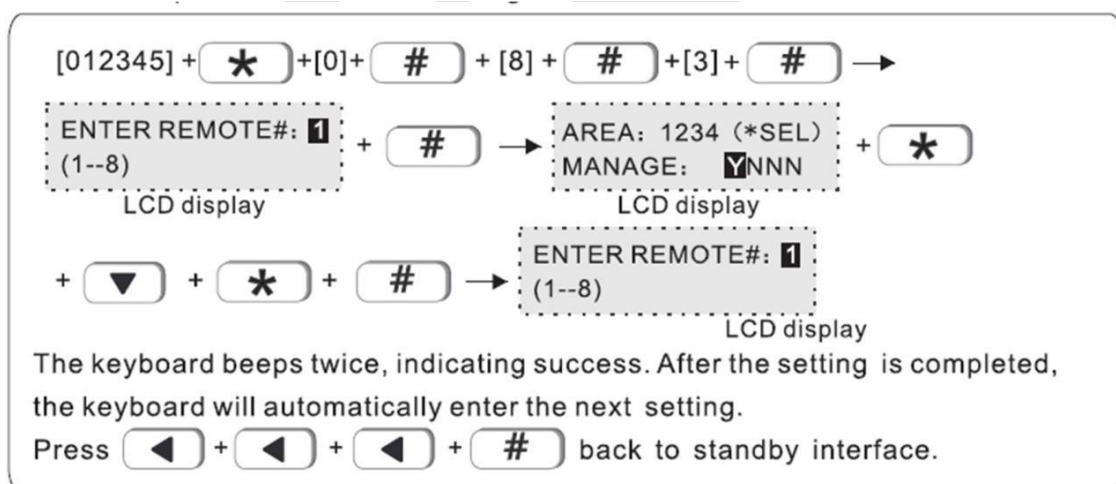 [012345] + * +[0]+ # + [8] + # +[3]+ # →
ENTER REMOTE#: 1
(1--8)
LCD display
+ # →
AREA: 1234 (*SEL)
MANAGE: YNNN
LCD display
+ *
+ ▼ + * + # →
ENTER REMOTE#: 1
(1--8)
LCD display
The keyboard beeps twice, indicating success. After the setting is completed,
the keyboard will automatically enter the next setting.
Press ◀ + ◀ + ◀ + # back to standby interface.